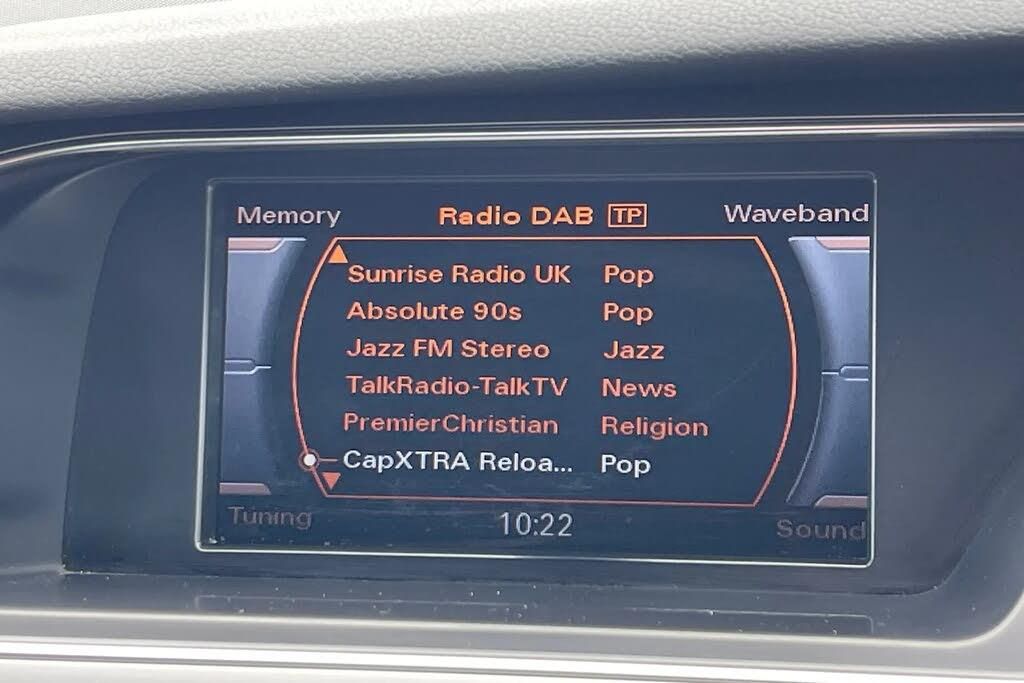 Memory Radio DAB TP Waveband
Sunrise Radio UK Pop
Absolute 90s Pop
Jazz FM Stereo Jazz
TalkRadio-TalkTV News
PremierChristian Religion
CapXTRA Reloa... Pop
Tuning 10:22 Sound